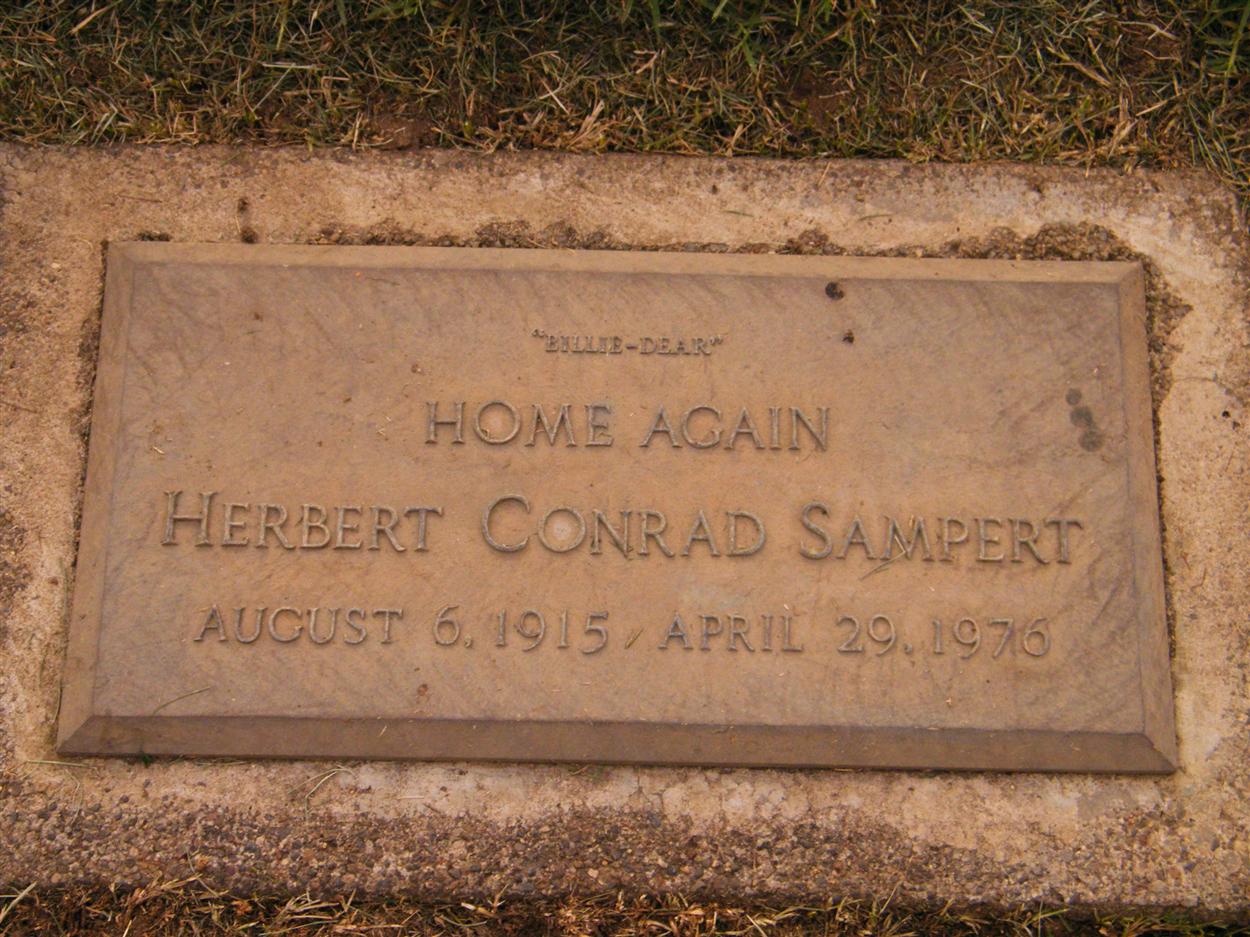 "BILLIE-DEAR"
HOME AGAIN
HERBERT CONRAD SAMPERT
AUGUST 6, 1915 APRIL 29, 1976